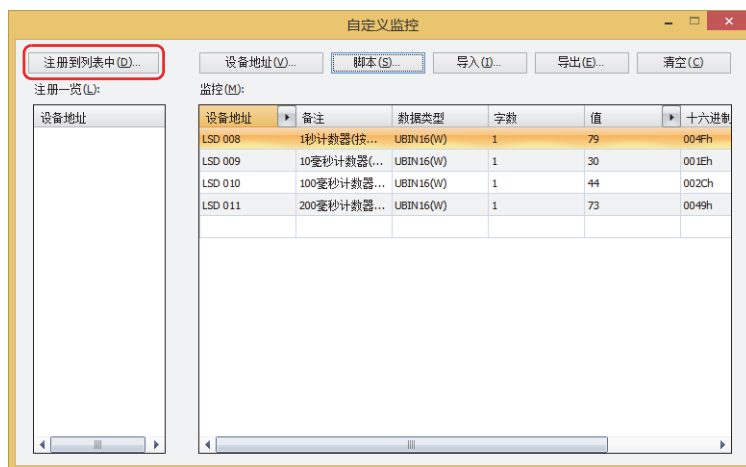 自定义监控
注册到列表中(D)... 设备地址(V)... 脚本(S)... 导入(I)... 导出(E)... 清空(C)
注册一览(L): 监控(M):
设备地址 设备地址 备注 数据类型 字数 值 十六进制
LSD 008 1秒计数器(按... UBIN16(W) 1 79 004Fh
LSD 009 10毫秒计数器(... UBIN16(W) 1 30 001Eh
LSD 010 100毫秒计数器... UBIN16(W) 1 44 002Ch
LSD 011 200毫秒计数器... UBIN16(W) 1 73 0049h